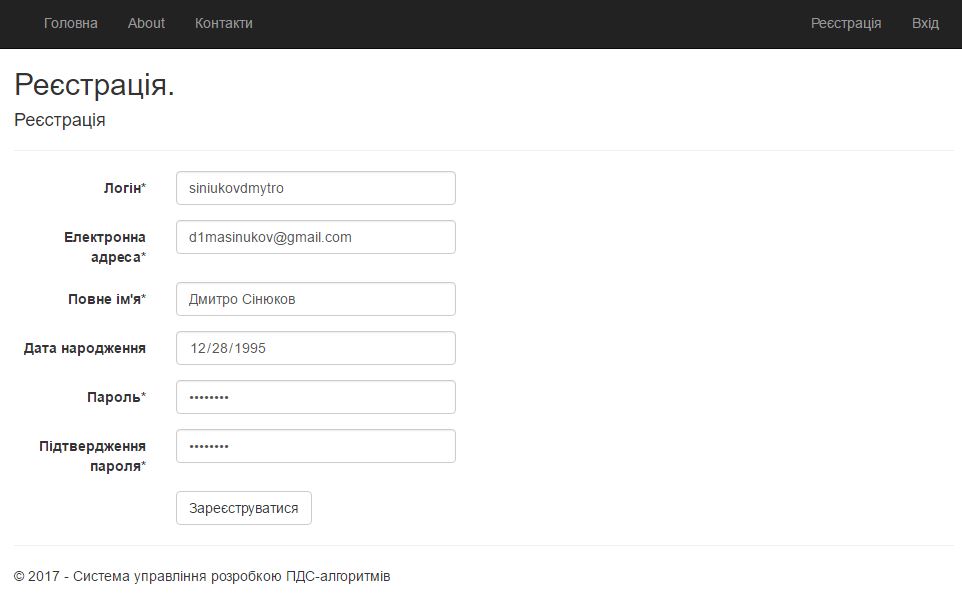 Головна About Контакти Реєстрація Вхід
Реєстрація.
Реєстрація
Логін* siniukovdmytro
Електронна
адреса* d1masinukov@gmail.com
Повне ім'я* Дмитро Сінюков
Дата народження 12/28/1995
Пароль* ••••••••
Підтвердження
пароля* ••••••••
Зареєструватися
© 2017 - Система управління розробкою ПДС-алгоритмів